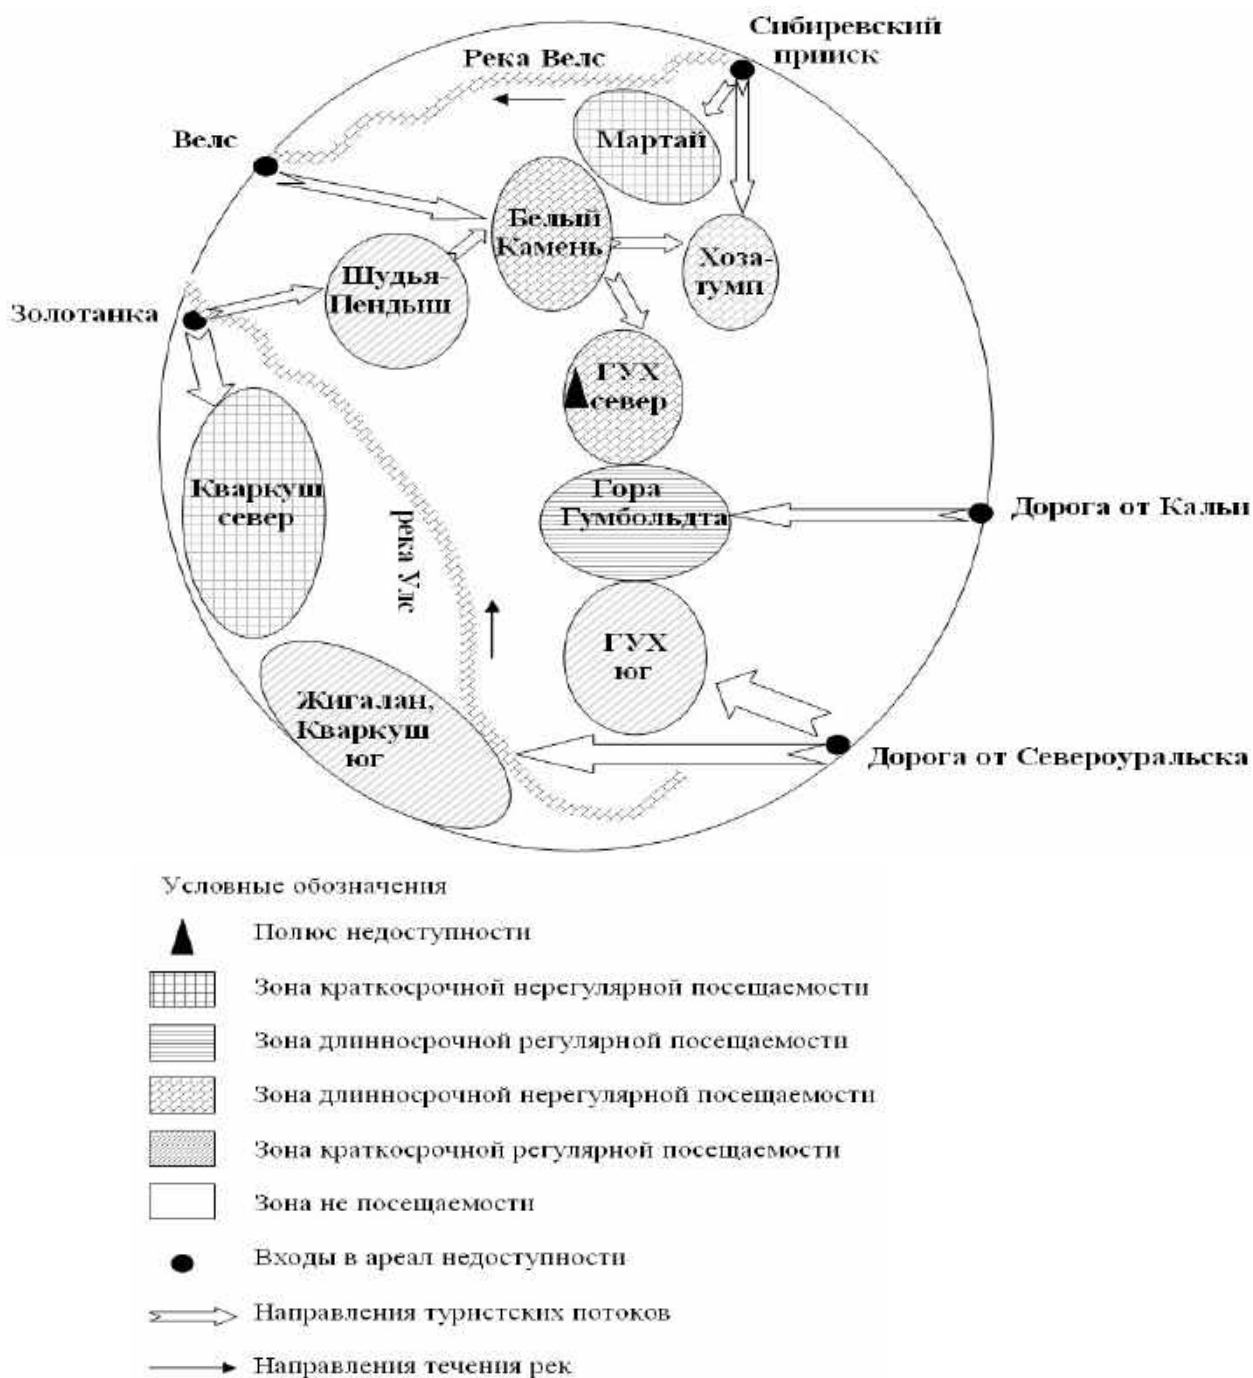 Сибиревский
прииск
Река Велс
Велс
Мартай
Белый
Камень
Хоза-
тумп
Шудья-
Пендыш
Золотанка
ГУХ
север
Кваркуш
север
Гора
Гумбольдта
Дорога от Кальи
река Улс
ГУХ
юг
Жигалан,
Кваркуш
юг
Дорога от Североуральска
Условные обозначения
Полюс недоступности
Зона краткосрочной нерегулярной посещаемости
Зона длинносрочной регулярной посещаемости
Зона длинносрочной нерегулярной посещаемости
Зона краткосрочной регулярной посещаемости
Зона не посещаемости
Входы в ареал недоступности
Направления туристских потоков
Направления течения рек